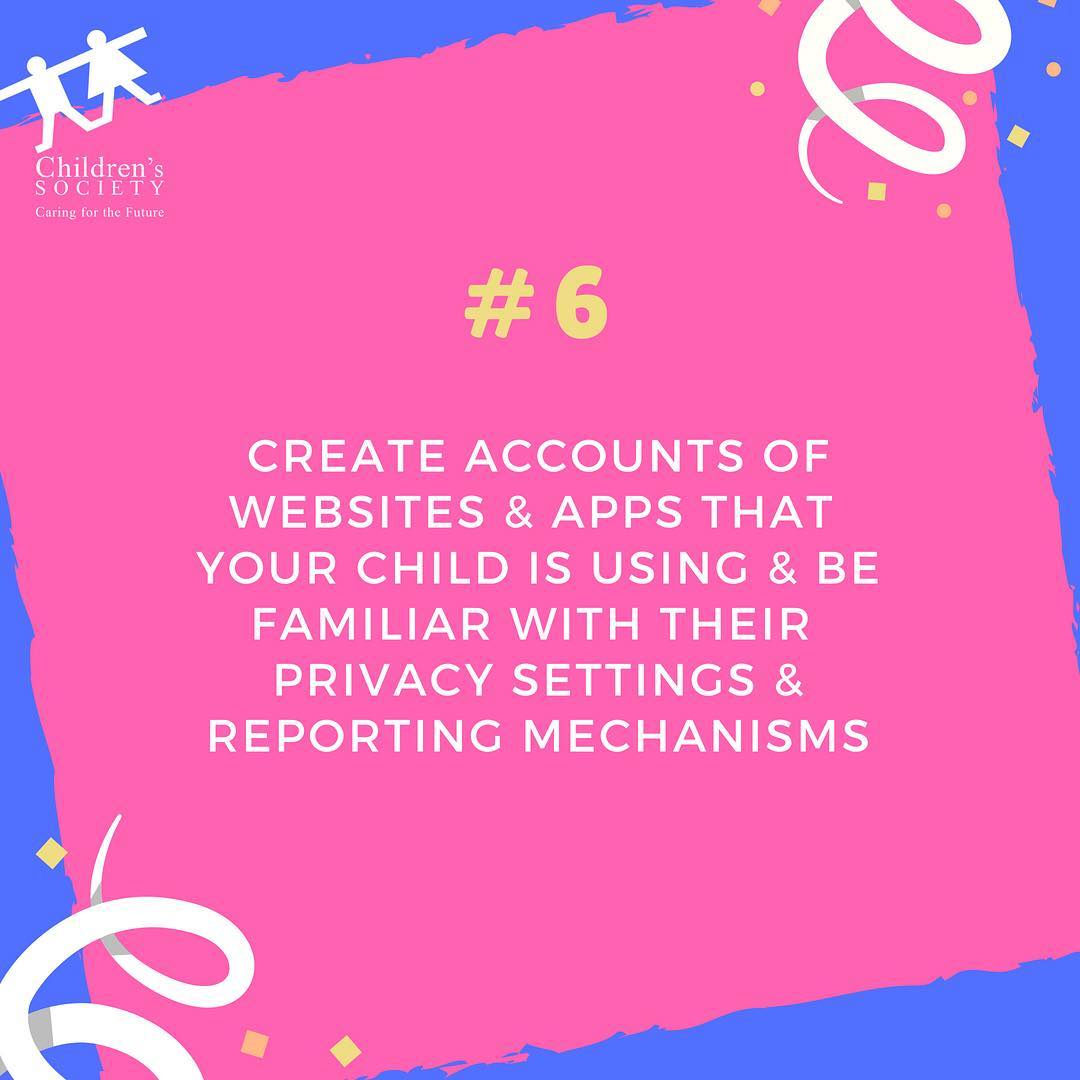 Children's
SOCIETY
Caring for the Future
#6
CREATE ACCOUNTS OF
WEBSITES & APPS THAT
YOUR CHILD IS USING & BE
FAMILIAR WITH THEIR
PRIVACY SETTINGS &
REPORTING MECHANISMS